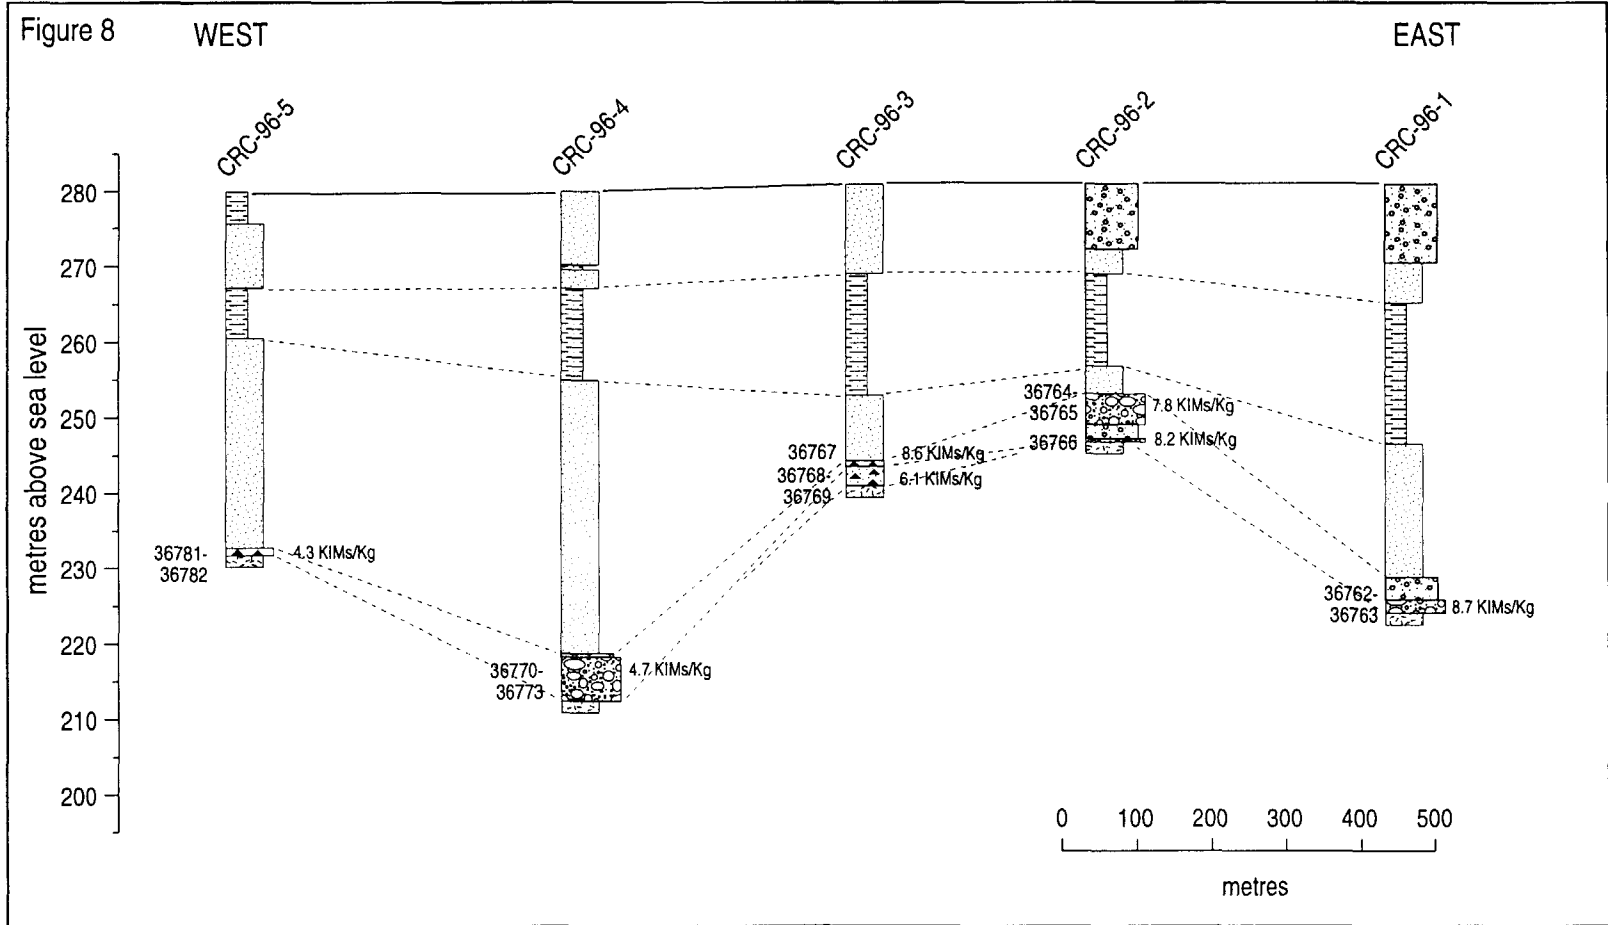 Figure 8
WEST
EAST
CRC-96-5
CRC-96-4
CRC-96-3
CRC-96-2
CRC-96-1
metres above sea level
280
270
260
250
240
230
220
210
200
36781-
36782
4.3 KIMs/Kg
36770-
36773
4.7 KIMs/Kg
36767
36768-
36769
8.6 KIMs/Kg
6.1 KIMs/Kg
36764-
36765
36766
7.8 KIMs/Kg
8.2 KIMs/Kg
36762-
36763
8.7 KIMs/Kg
0 100 200 300 400 500
metres